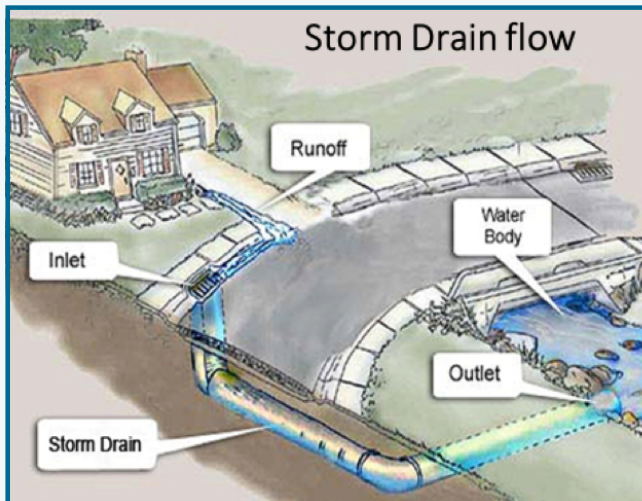 Storm Drain flow
Runoff
Water
Body
Inlet
Outlet
Storm Drain